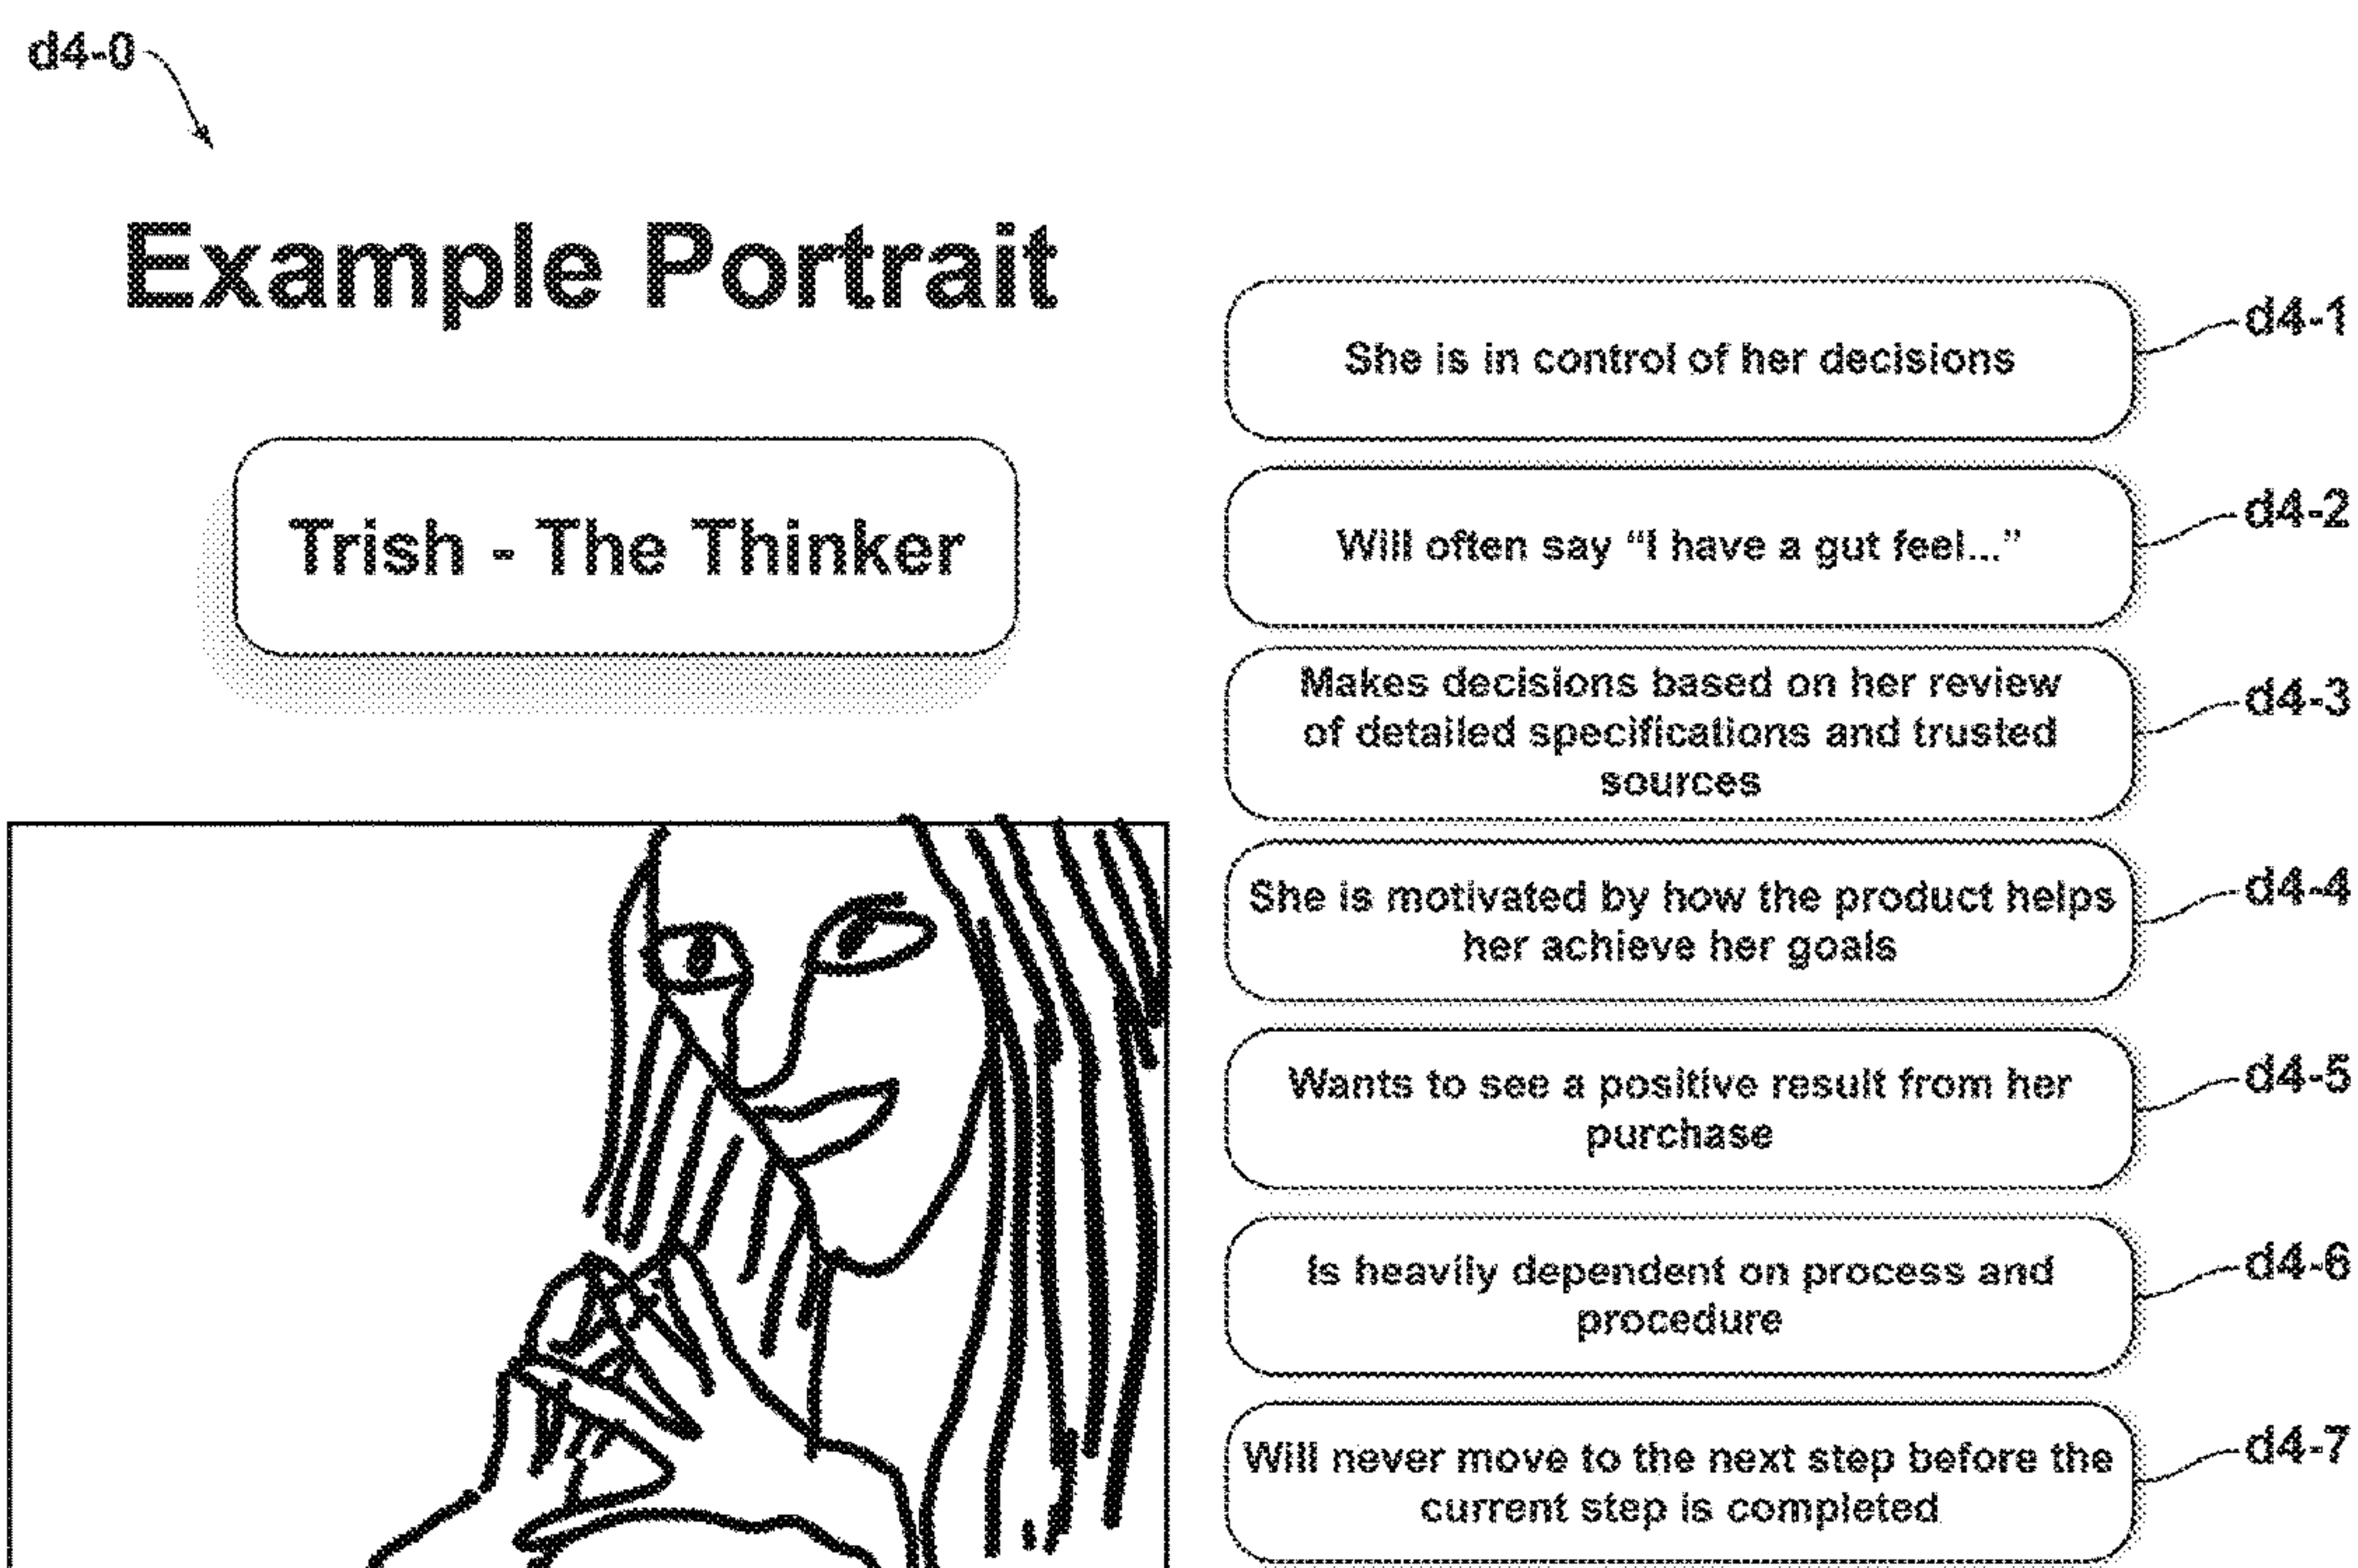 d4-0
Example Portrait
Trish - The Thinker
She is in control of her decisions
d4-1
Will often say “I have a gut feel...”
d4-2
Makes decisions based on her review
of detailed specifications and trusted
sources
d4-3
She is motivated by how the product helps
her achieve her goals
d4-4
Wants to see a positive result from her
purchase
d4-5
Is heavily dependent on process and
procedure
d4-6
Will never move to the next step before the
current step is completed
d4-7